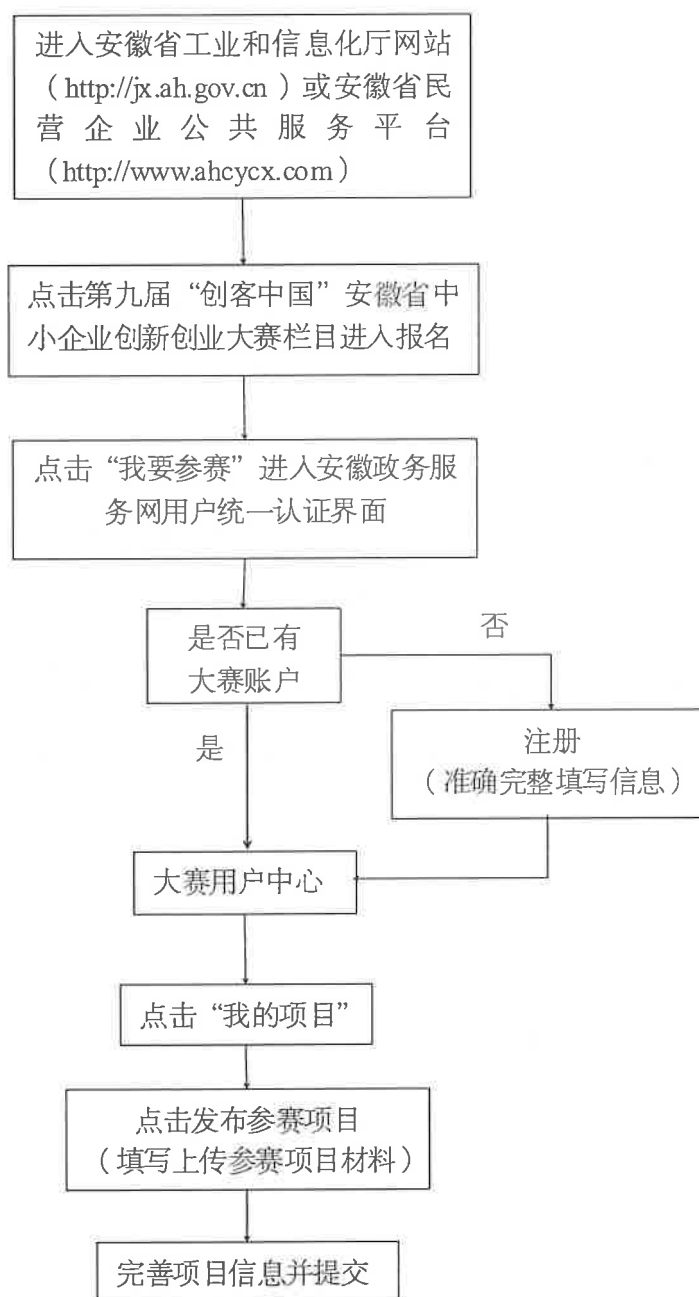 进入安徽省工业和信息化厅网站
（http://jx.ah.gov.cn）或安徽省民
营企业公共服务平台
（http://www.ahcycx.com）
点击第九届“创客中国”安徽省中
小企业创新创业大赛栏目进入报名
点击“我要参赛”进入安徽政务服
务网用户统一认证界面
是否已有
大赛账户
否
是
注册
（准确完整填写信息）
大赛用户中心
点击“我的项目”
点击发布参赛项目
（填写上传参赛项目材料）
完善项目信息并提交